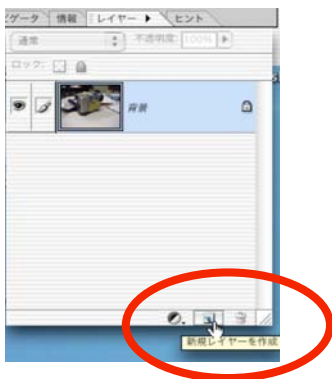 ビゲータ 情報 レイヤー ヒント
通常 不透明度: 100%
ロック:
背景
新規レイヤーを作成